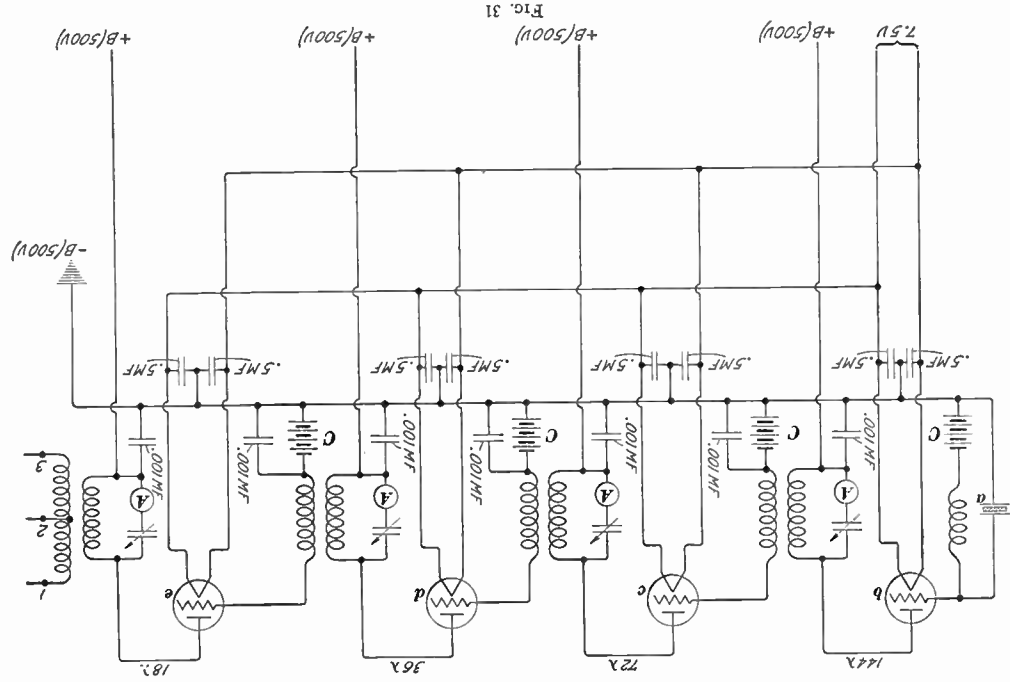 144λ
72λ
36λ
18λ
b
c
d
e
1
a
A
A
A
A
2
3
C
.001MF
C
.001MF
.001MF
C
.001MF
.001MF
C
.001MF
.001MF
.5MF
.5MF
.5MF
.5MF
.5MF
.5MF
.5MF
.5MF
-B(500V)
7.5V
+B(500V)
+B(500V)
+B(500V)
+B(500V)
FIG. 31